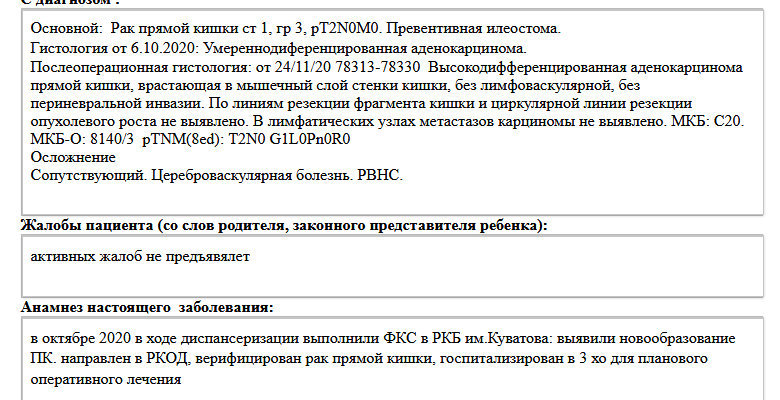 С диагнозом :
Основной:  Рак прямой кишки ст 1, гр 3, pT2N0M0. Превентивная илеостома.
Гистология от 6.10.2020: Умереннодиференцированная аденокарцинома.
Послеоперационная гистология: от 24/11/20 78313-78330  Высокодифференцированная аденокарцинома
прямой кишки, врастающая в мышечный слой стенки кишки, без лимфоваскулярной, без
периневральной инвазии. По линиям резекции фрагмента кишки и циркулярной линии резекции
опухолевого роста не выявлено. В лимфатических узлах метастазов карциномы не выявлено. МКБ: С20.
МКБ-О: 8140/3  pTNM(8ed): T2N0 G1L0Pn0R0
Осложнение
Сопутствующий. Цереброваскулярная болезнь. РВНС.
Жалобы пациента (со слов родителя, законного представителя ребенка):
активных жалоб не предъявялет
Анамнез настоящего  заболевания:
в октябре 2020 в ходе диспансеризации выполнили ФКС в РКБ им.Куватова: выявили новообразование
ПК. направлен в РКОД, верифицирован рак прямой кишки, госпитализирован в 3 хо для планового
оперативного лечения